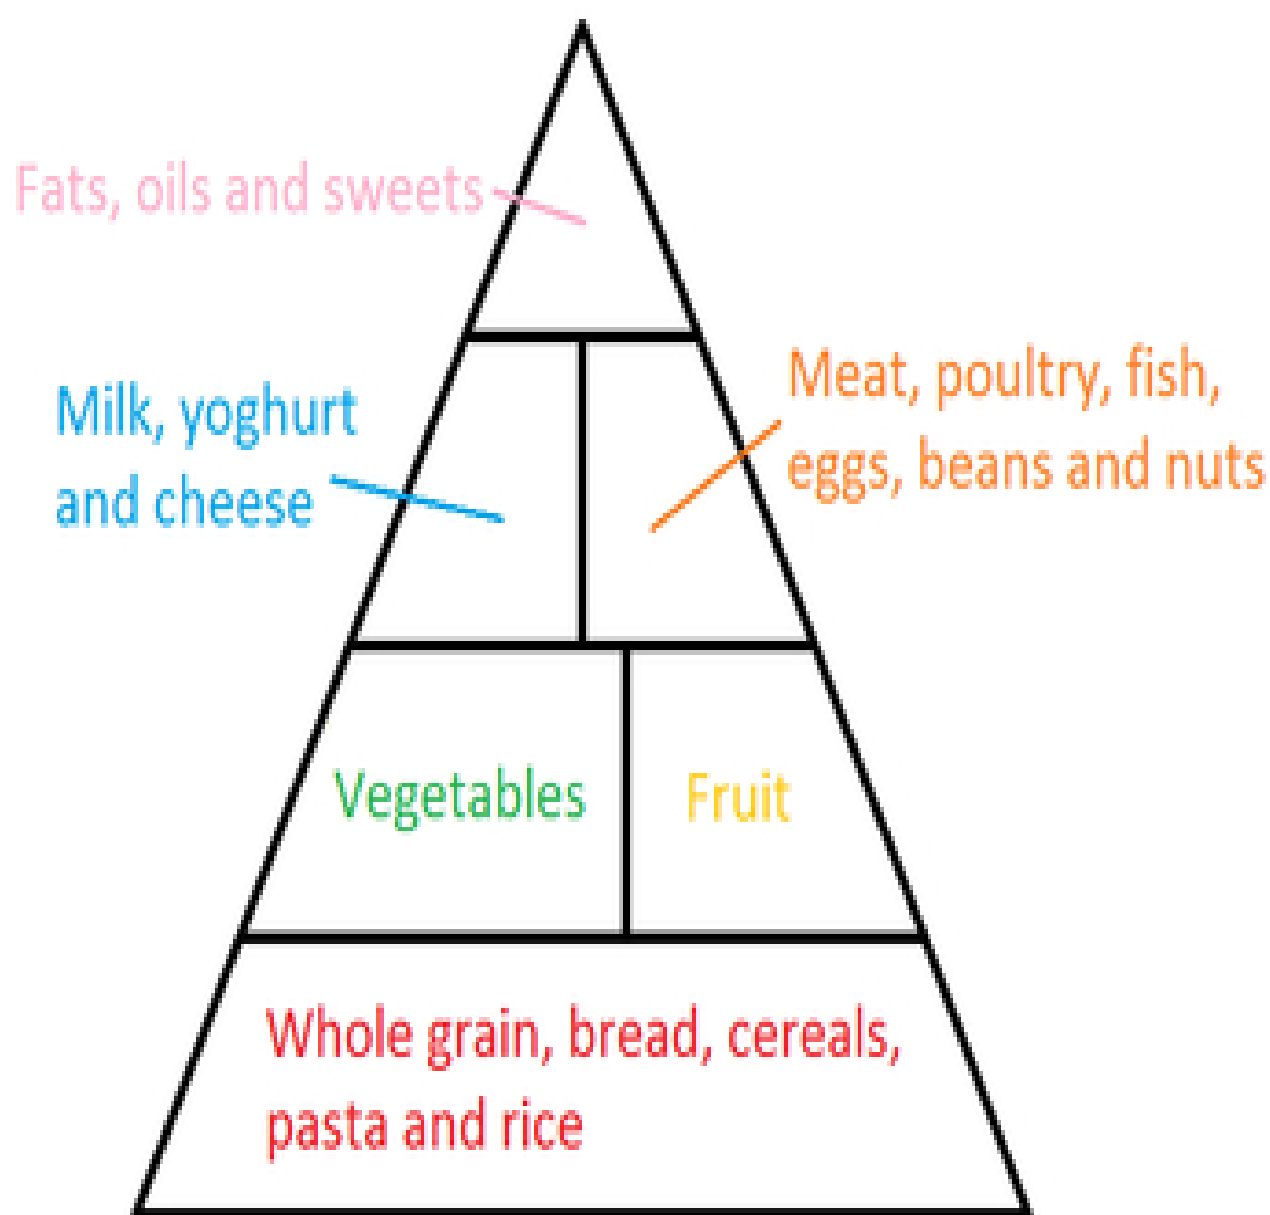 Fats, oils and sweets
Milk, yoghurt
and cheese
Meat, poultry, fish,
eggs, beans and nuts
Vegetables
Fruit
Whole grain, bread, cereals,
pasta and rice